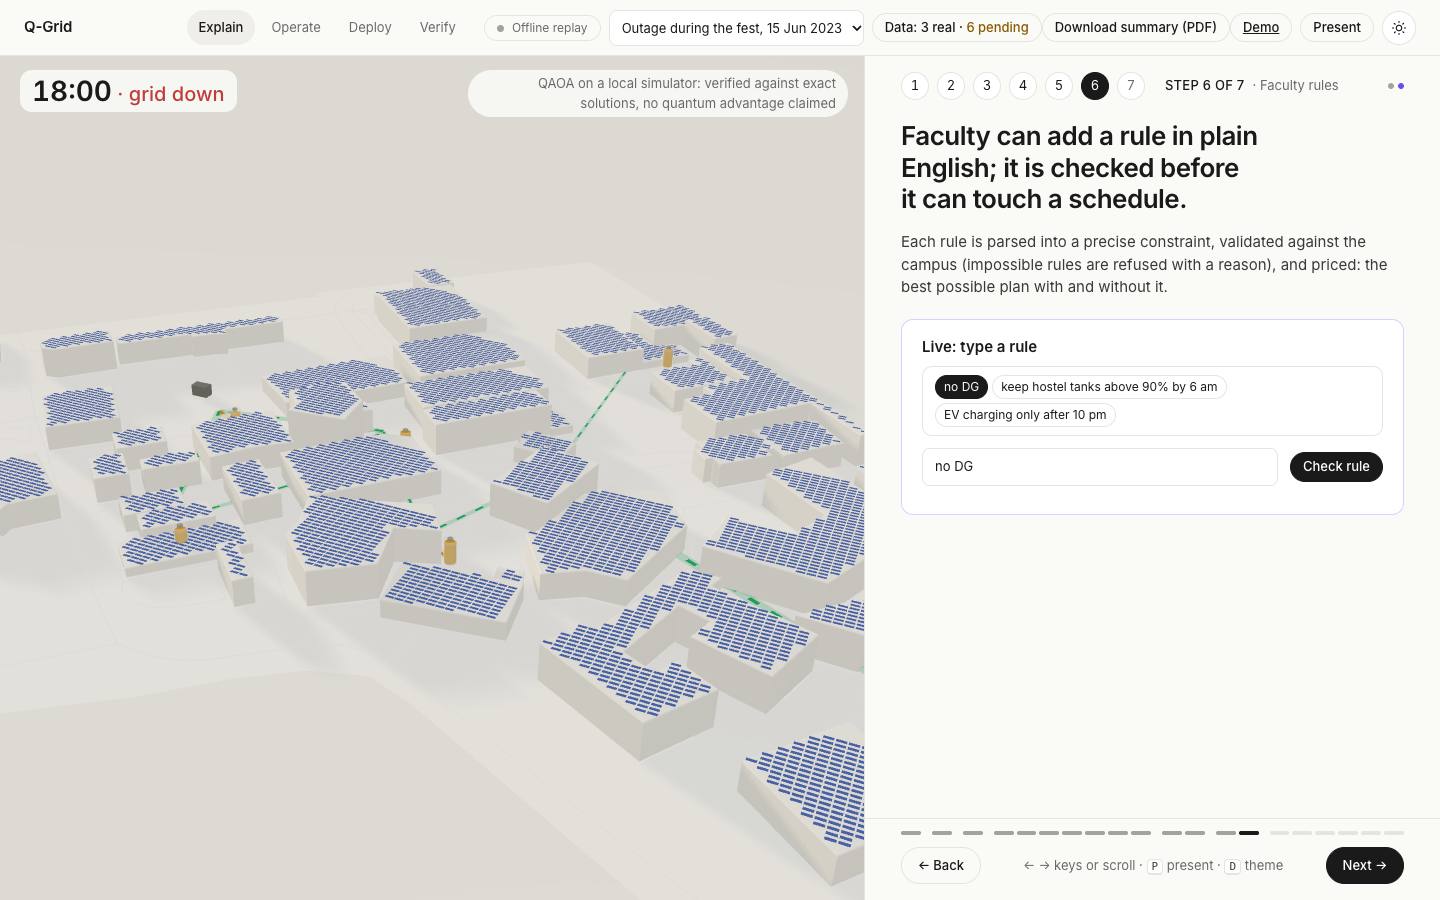 Q-Grid
Explain
Operate
Deploy
Verify
Offline replay
Outage during the fest, 15 Jun 2023
Data: 3 real · 6 pending
Download summary (PDF)
Demo
Present
18:00 · grid down
QAOA on a local simulator: verified against exact
solutions, no quantum advantage claimed
1 2 3 4 5 6 7 STEP 6 OF 7 · Faculty rules
Faculty can add a rule in plain
English; it is checked before
it can touch a schedule.
Each rule is parsed into a precise constraint, validated against the
campus (impossible rules are refused with a reason), and priced: the
best possible plan with and without it.
Live: type a rule
no DG
keep hostel tanks above 90% by 6 am
EV charging only after 10 pm
no DG
Check rule
← Back
← → keys or scroll · P present · D theme
Next →